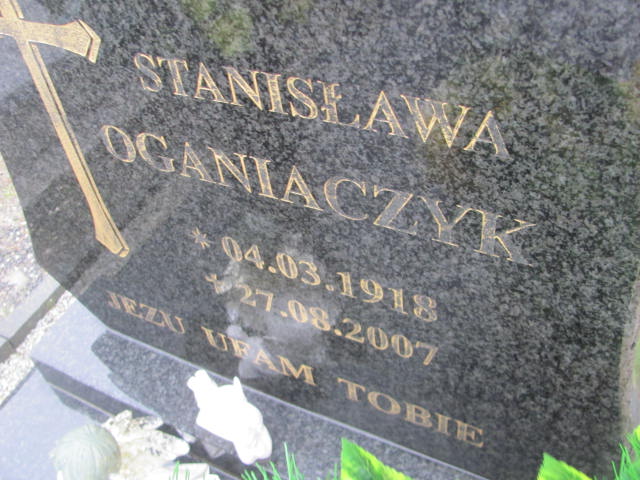 STANISŁAWA
OGANIACZYK
* 04.03.1918
† 27.08.2007
JEZU UFAM TOBIE